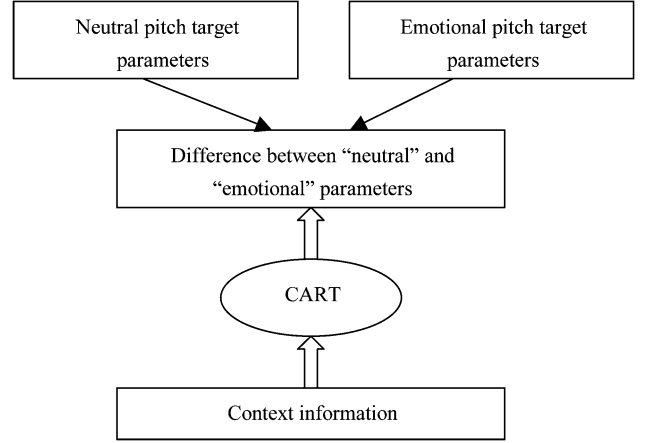 Neutral pitch target
parameters
Emotional pitch target
parameters
Difference between “neutral” and
“emotional” parameters
CART
Context information